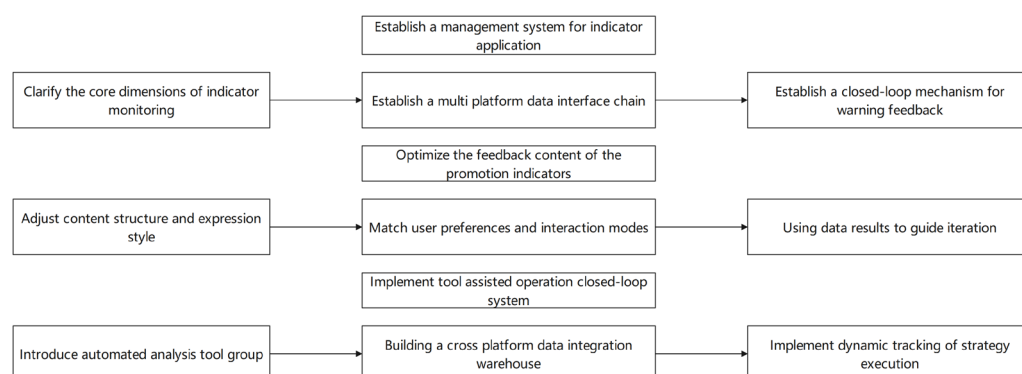 Establish a management system for indicator
application
Clarify the core dimensions of indicator
monitoring
Establish a multi platform data interface chain
Establish a closed-loop mechanism for
warning feedback
Optimize the feedback content of the
promotion indicators
Adjust content structure and expression
style
Match user preferences and interaction modes
Using data results to guide iteration
Implement tool assisted operation closed-loop
system
Introduce automated analysis tool group
Building a cross platform data integration
warehouse
Implement dynamic tracking of strategy
execution